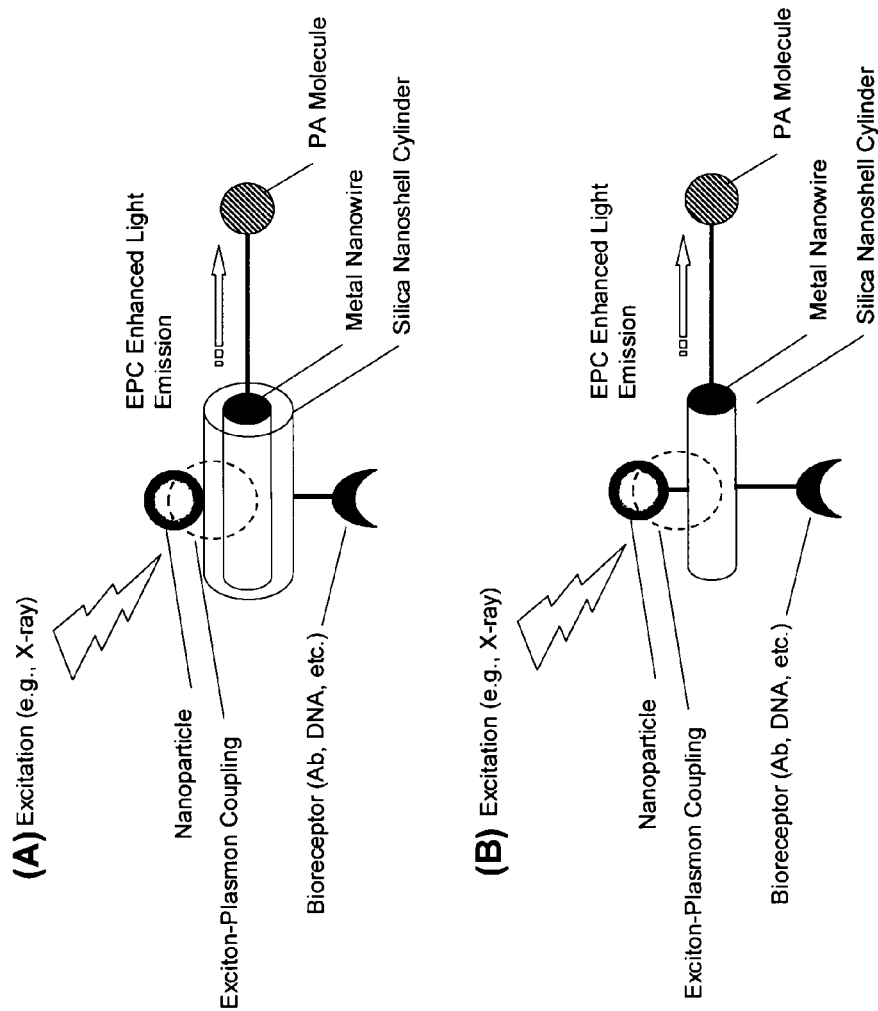 (A)
Excitation (e.g., X-ray)
Nanoparticle
Exciton-Plasmon Coupling
Bioreceptor (Ab, DNA, etc.)
EPC Enhanced Light
Emission
PA Molecule
Metal Nanowire
Silica Nanoshell Cylinder
(B)
Excitation (e.g., X-ray)
Nanoparticle
Exciton-Plasmon Coupling
Bioreceptor (Ab, DNA, etc.)
EPC Enhanced Light
Emission
PA Molecule
Metal Nanowire
Silica Nanoshell Cylinder